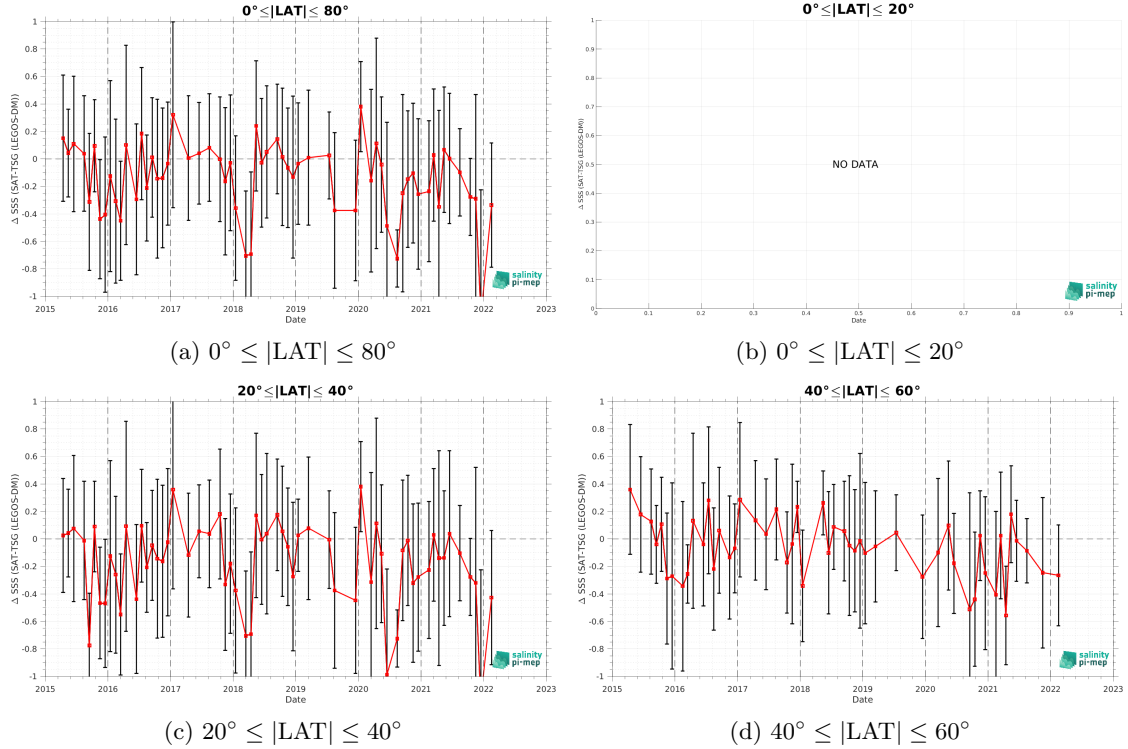 0°≤|LAT|≤ 80°
Δ SSS (SAT-TSG (LEGOS-DM))
1
0.8
0.6
0.4
0.2
0
-0.2
-0.4
-0.6
-0.8
-1
2015 2016 2017 2018 2019 2020 2021 2022 2023
Date
salinity
pi-mep
(a) 0° ≤ |LAT| ≤ 80°
0°≤|LAT|≤ 20°
Δ SSS (SAT-TSG (LEGOS-DM))
1
0.9
0.8
0.7
0.6
0.5
0.4
0.3
0.2
0.1
0
NO DATA
0 0.1 0.2 0.3 0.4 0.5 0.6 0.7 0.8 0.9 1
Date
salinity
pi-mep
(b) 0° ≤ |LAT| ≤ 20°
20°≤|LAT|≤ 40°
Δ SSS (SAT-TSG (LEGOS-DM))
1
0.8
0.6
0.4
0.2
0
-0.2
-0.4
-0.6
-0.8
-1
2015 2016 2017 2018 2019 2020 2021 2022 2023
Date
salinity
pi-mep
(c) 20° ≤ |LAT| ≤ 40°
40°≤|LAT|≤ 60°
Δ SSS (SAT-TSG (LEGOS-DM))
1
0.8
0.6
0.4
0.2
0
-0.2
-0.4
-0.6
-0.8
-1
2015 2016 2017 2018 2019 2020 2021 2022 2023
Date
salinity
pi-mep
(d) 40° ≤ |LAT| ≤ 60°